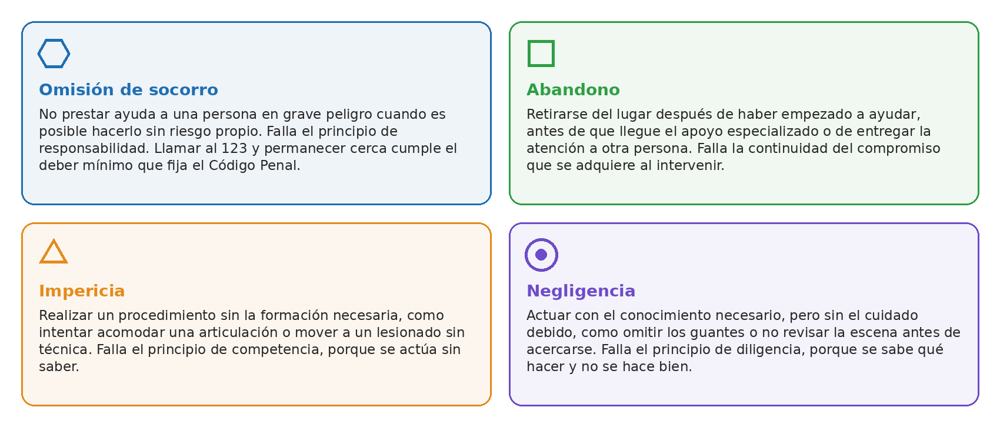 Omisión de socorro
No prestar ayuda a una persona en grave peligro cuando es
posible hacerlo sin riesgo propio. Falla el principio de
responsabilidad. Llamar al 123 y permanecer cerca cumple el
deber mínimo que fija el Código Penal.
Abandono
Retirarse del lugar después de haber empezado a ayudar,
antes de que llegue el apoyo especializado o de entregar la
atención a otra persona. Falla la continuidad del compromiso
que se adquiere al intervenir.
Impericia
Realizar un procedimiento sin la formación necesaria, como
intentar acomodar una articulación o mover a un lesionado sin
técnica. Falla el principio de competencia, porque se actúa sin
saber.
Negligencia
Actuar con el conocimiento necesario, pero sin el cuidado
debido, como omitir los guantes o no revisar la escena antes de
acercarse. Falla el principio de diligencia, porque se sabe qué
hacer y no se hace bien.